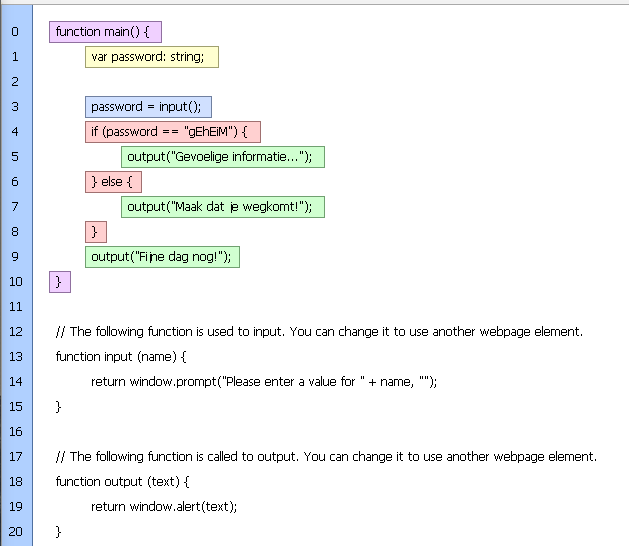 0 function main() {
1 var password: string;
2
3 password = input();
4 if (password == "gEhEiM") {
5 output("Gevoelige informatie...");
6 } else {
7 output("Maak dat je wegkomt!");
8 }
9 output("Fijne dag nog!");
10 }
11
12 // The following function is used to input. You can change it to use another webpage element.
13 function input (name) {
14 return window.prompt("Please enter a value for " + name, "");
15 }
16
17 // The following function is called to output. You can change it to use another webpage element.
18 function output (text) {
19 return window.alert(text);
20 }